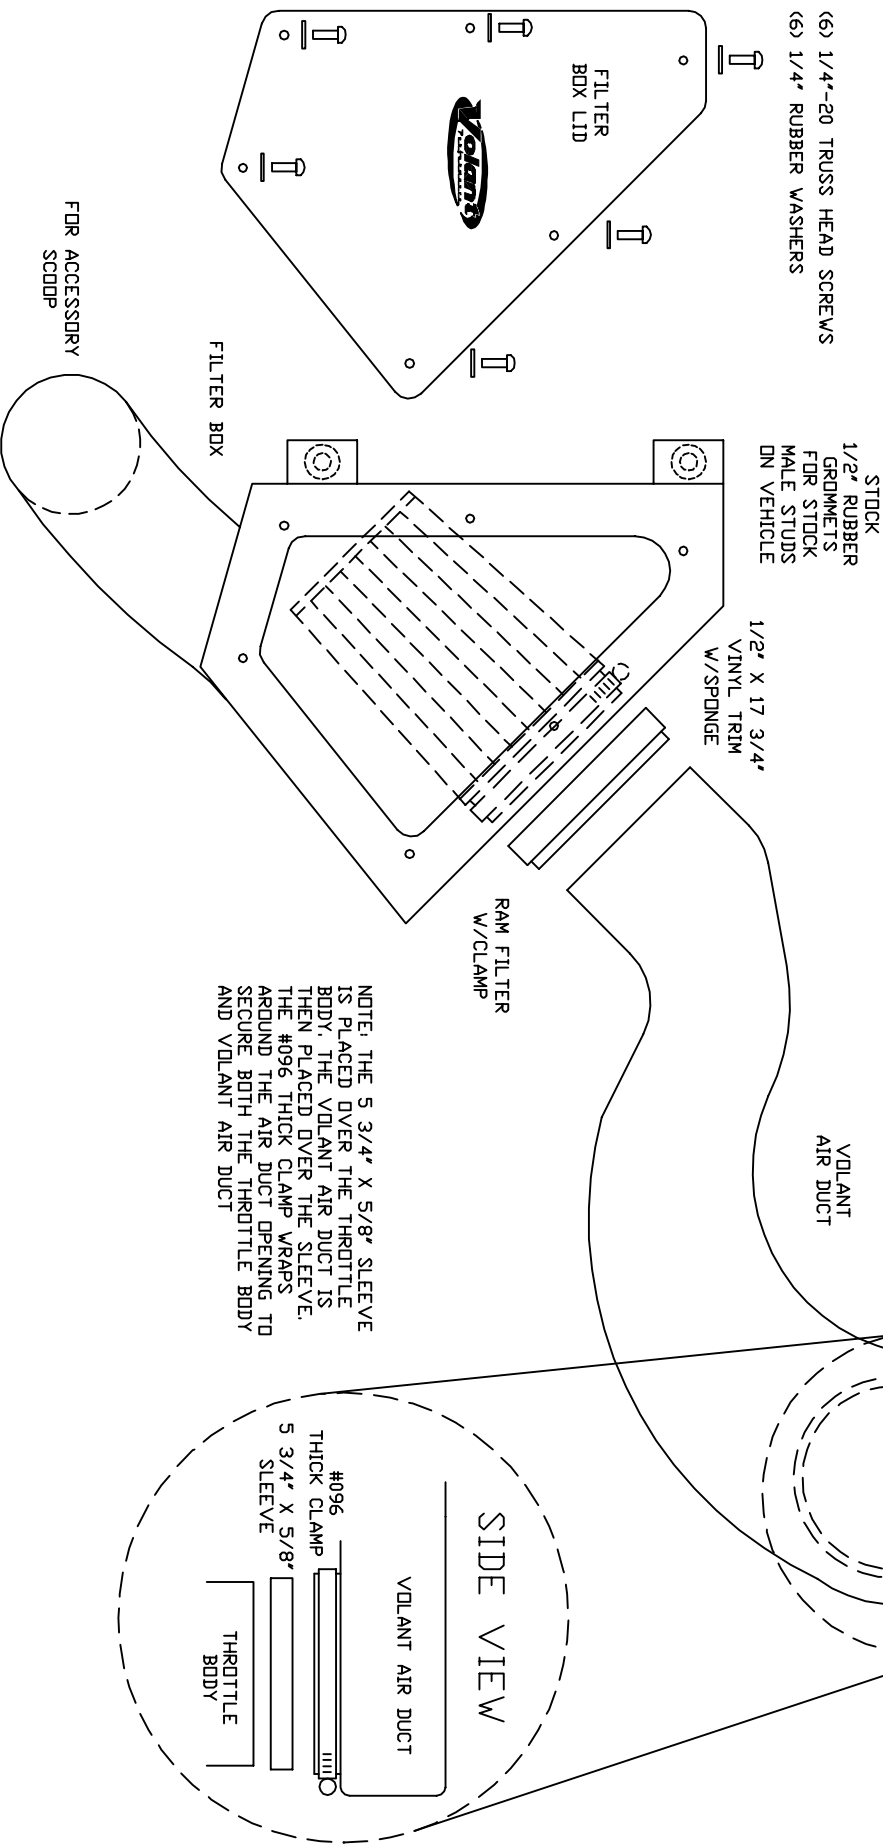 (6) 1/4"-20 TRUSS HEAD SCREWS
(6) 1/4" RUBBER WASHERS
FILTER
BOX LID
Volant
STOCK
1/2" RUBBER
GROMMETS
FOR STOCK
MALE STUDS
ON VEHICLE
1/2" X 17 3/4"
VINYL TRIM
W/SPONGE
FOR ACCESSORY
SCOOP
FILTER BOX
RAM FILTER
W/CLAMP
VOLANT
AIR DUCT
NOTE: THE 5 3/4" X 5/8" SLEEVE
IS PLACED OVER THE THROTTLE
BODY. THE VOLANT AIR DUCT IS
THEN PLACED OVER THE SLEEVE.
THE #096 THICK CLAMP WRAPS
AROUND THE AIR DUCT OPENING TO
SECURE BOTH THE THROTTLE BODY
AND VOLANT AIR DUCT
SIDE VIEW
VOLANT AIR DUCT
#096
THICK CLAMP
5 3/4" X 5/8"
SLEEVE
THROTTLE
BODY